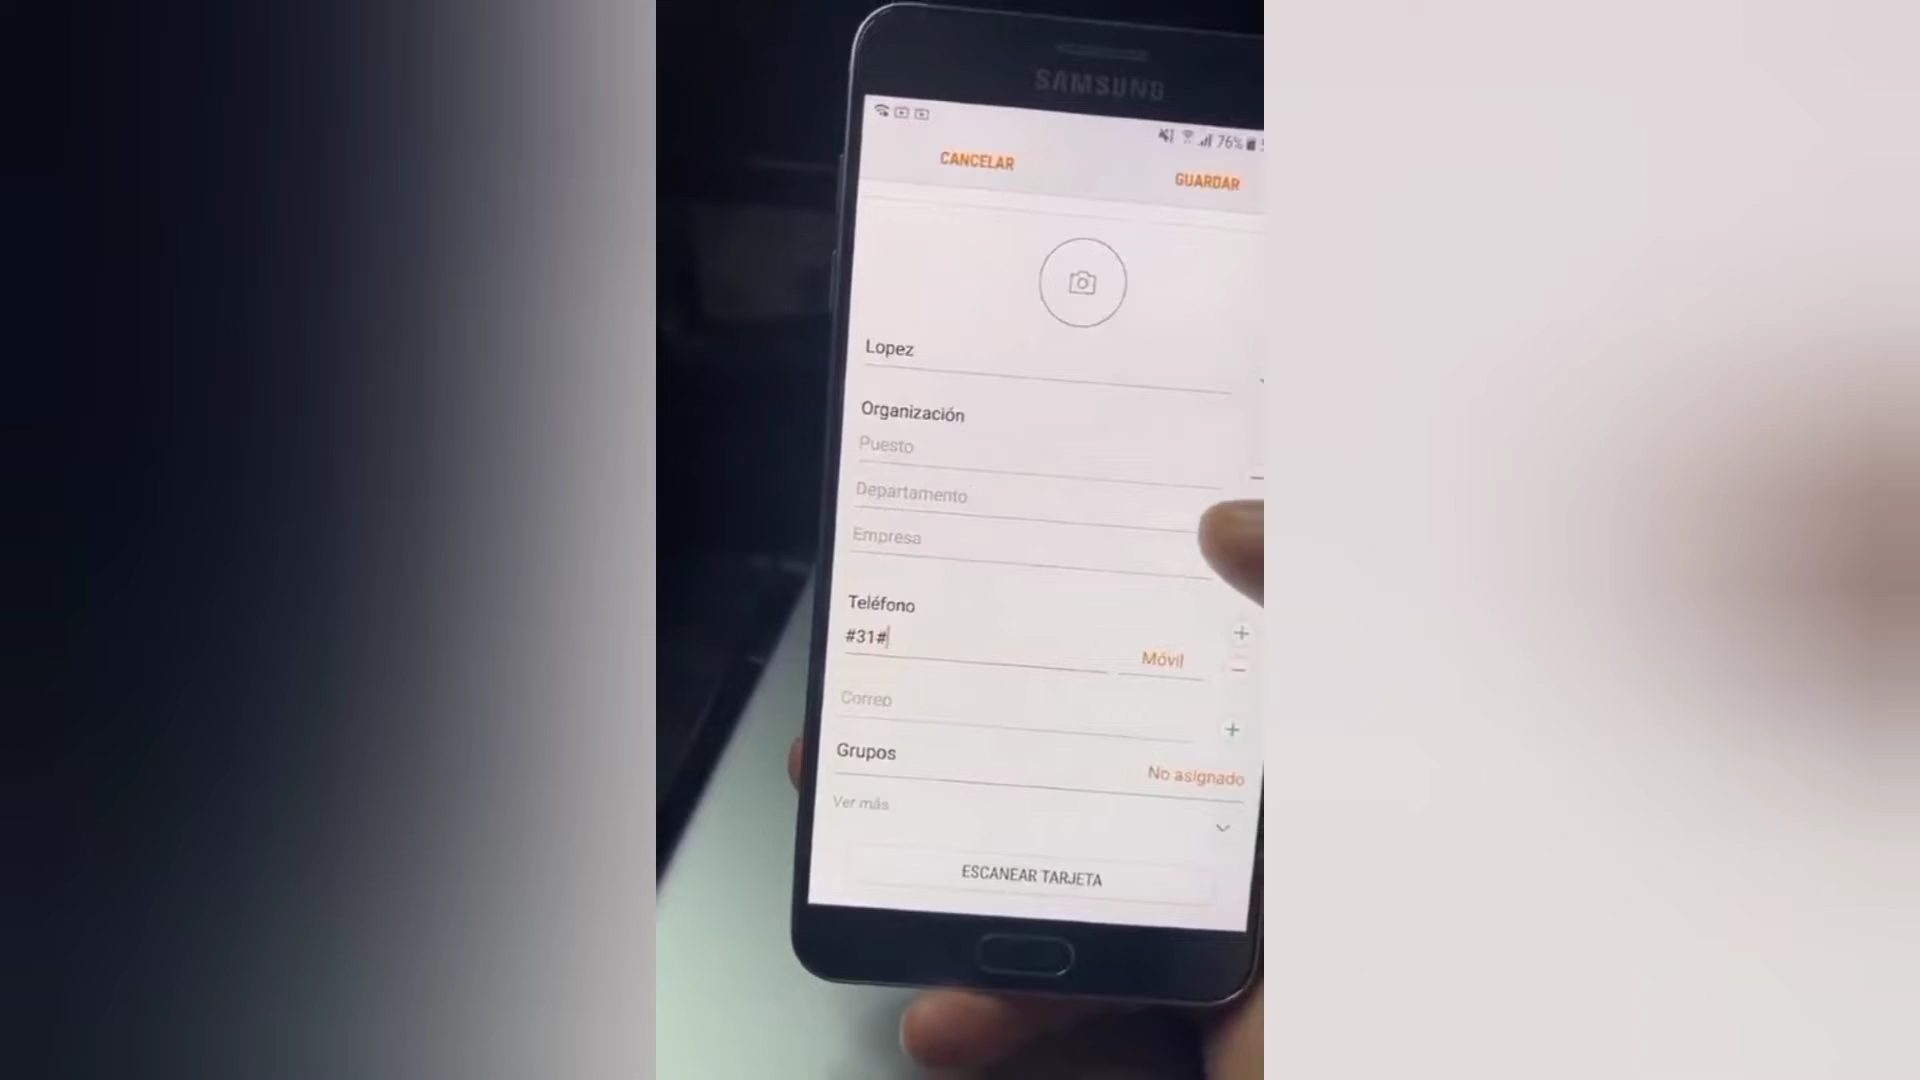 SAMSUNG
76%
CANCELAR
GUARDAR
Lopez
Organización
Puesto
Departamento
Empresa
Teléfono
#31#
Móvil
Correo
Grupos
No asignado
Ver más
ESCANEAR TARJETA